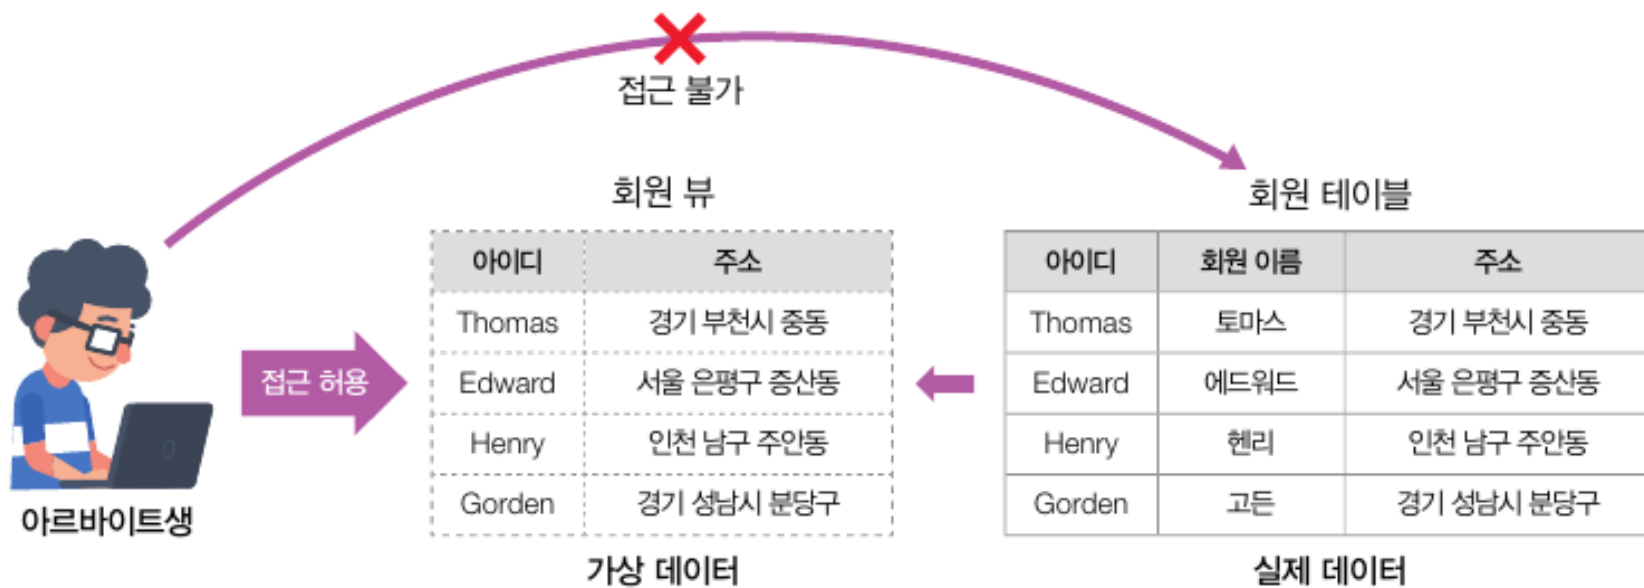 접근 불가
회원 뷰
회원 테이블
아이디 주소
Thomas 경기 부천시 중동
Edward 서울 은평구 증산동
Henry 인천 남구 주안동
Gorden 경기 성남시 분당구
가상 데이터
아이디 회원 이름 주소
Thomas 토마스 경기 부천시 중동
Edward 에드워드 서울 은평구 증산동
Henry 헨리 인천 남구 주안동
Gorden 고든 경기 성남시 분당구
실제 데이터
접근 허용
아르바이트생